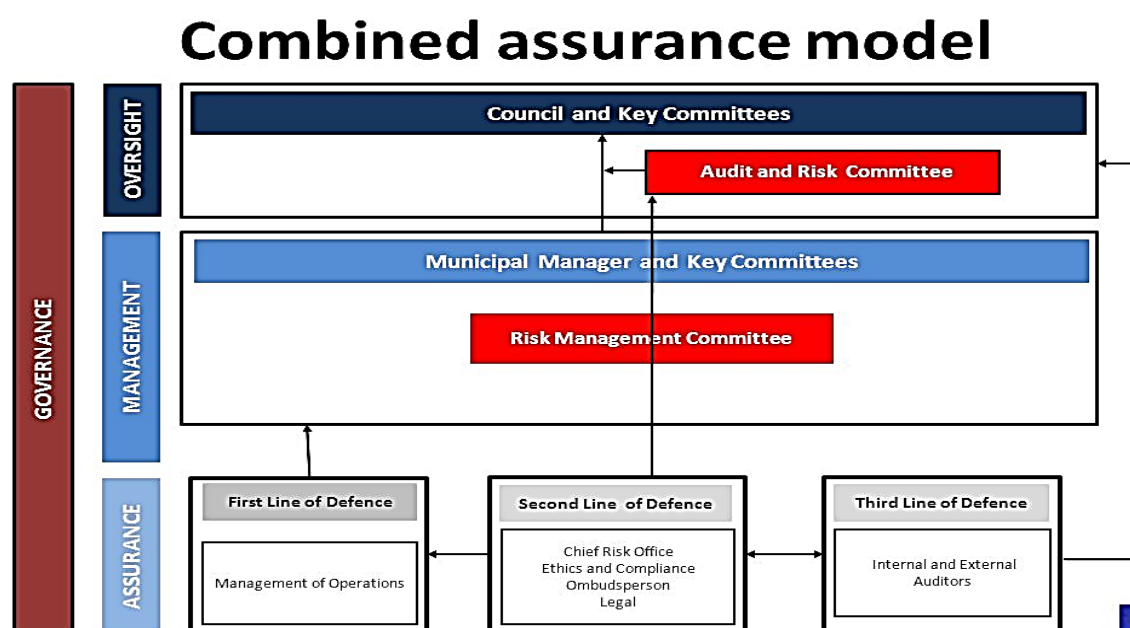 Combined assurance model
GOVERNANCE
OVERSIGHT
Council and Key Committees
Audit and Risk Committee
MANAGEMENT
Municipal Manager and Key Committees
Risk Management Committee
ASSURANCE
First Line of Defence
Management of Operations
Second Line of Defence
Chief Risk Office
Ethics and Compliance
Ombudsperson
Legal
Third Line of Defence
Internal and External
Auditors